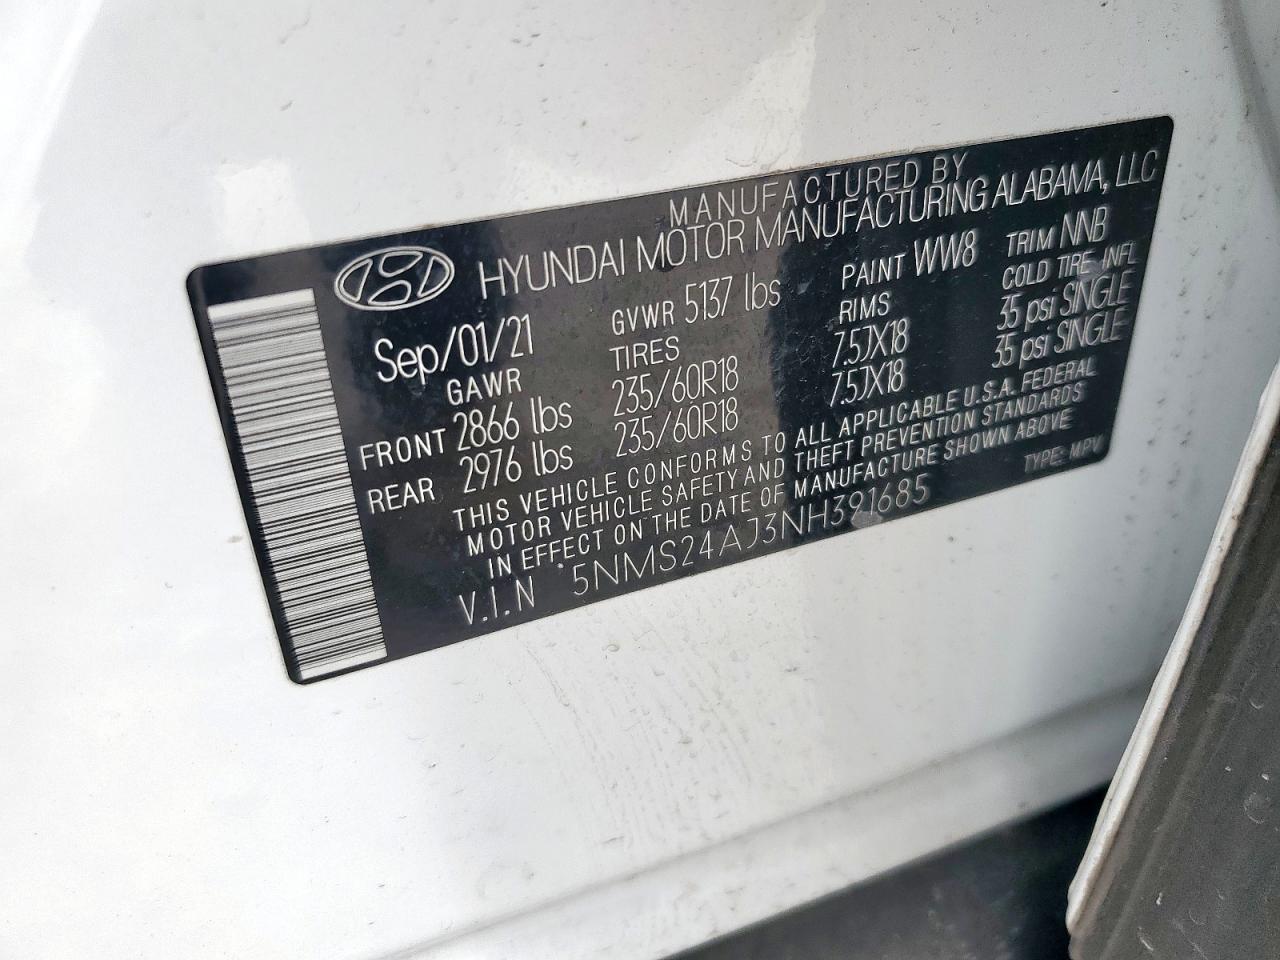 MANUFACTURED BY
HYUNDAI MOTOR MANUFACTURING ALABAMA, LLC
Sep/01/21 GVWR 5137 lbs PAINT WW8 TRIM NNB
GAWR TIRES RIMS COLD TIRE INFL
FRONT 2866 lbs 235/60R18 7.5JX18 35 psi SINGLE
REAR 2976 lbs 235/60R18 7.5JX18 35 psi SINGLE
THIS VEHICLE CONFORMS TO ALL APPLICABLE U.S.A. FEDERAL
MOTOR VEHICLE SAFETY AND THEFT PREVENTION STANDARDS
IN EFFECT ON THE DATE OF MANUFACTURE SHOWN ABOVE
V.I.N 5NMS24AJ3NH391685 TYPE: MPV